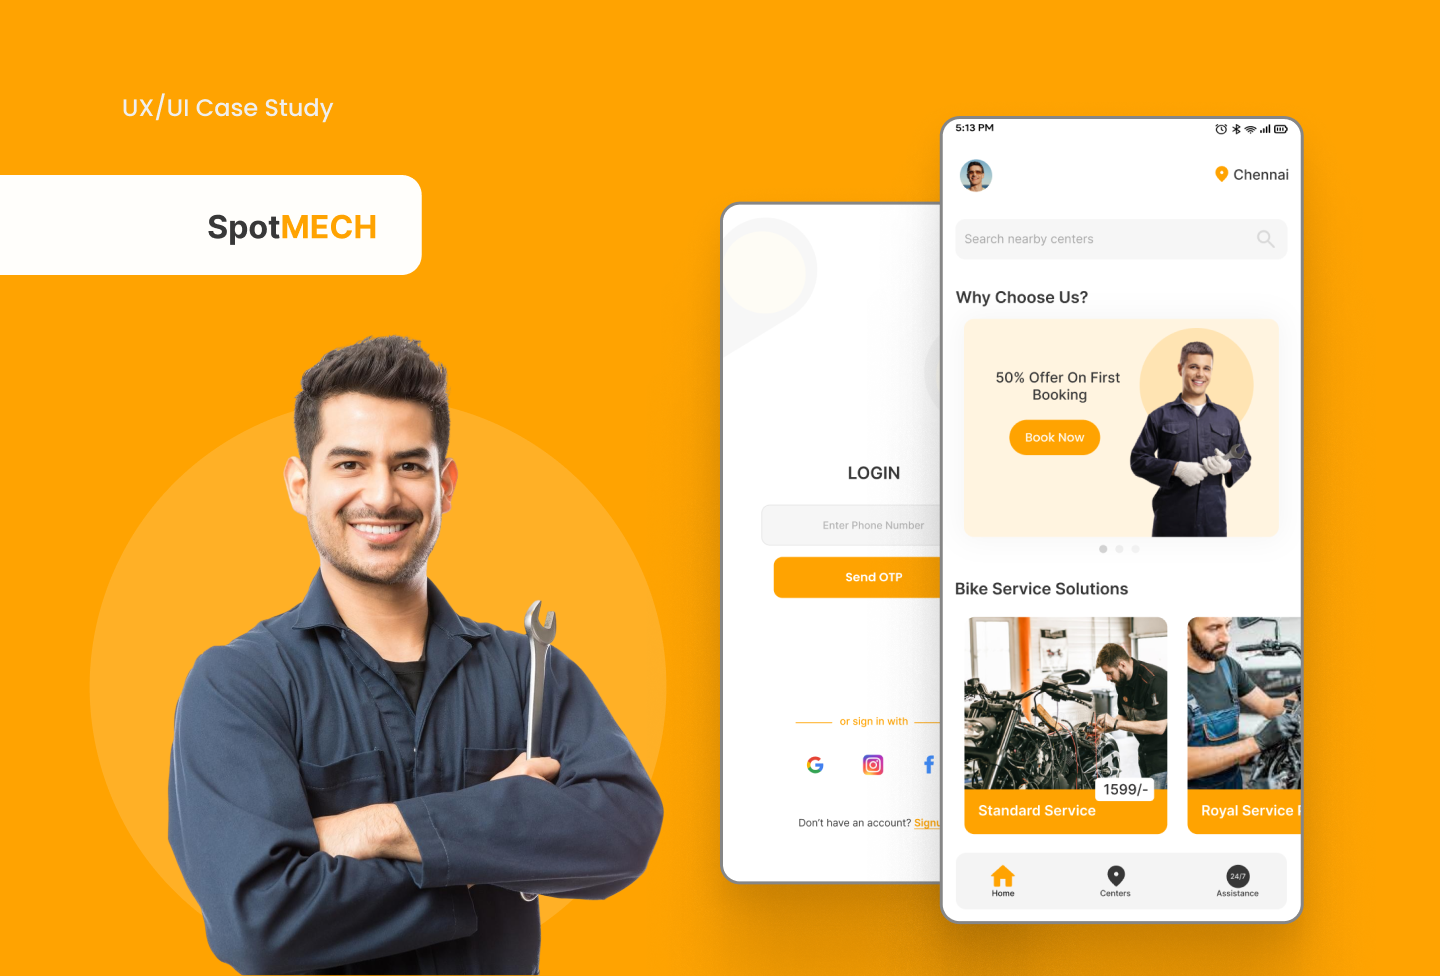 UX/UI Case Study
SpotMECH
LOGIN
Enter Phone Number
Send OTP
or sign in with
Don't have an account?
5:13 PM
Chennai
Search nearby centers
Why Choose Us?
50% Offer On First
Booking
Book Now
Bike Service Solutions
1599/-
Standard Service
Royal Service
Home
Centers
24/7
Assistance